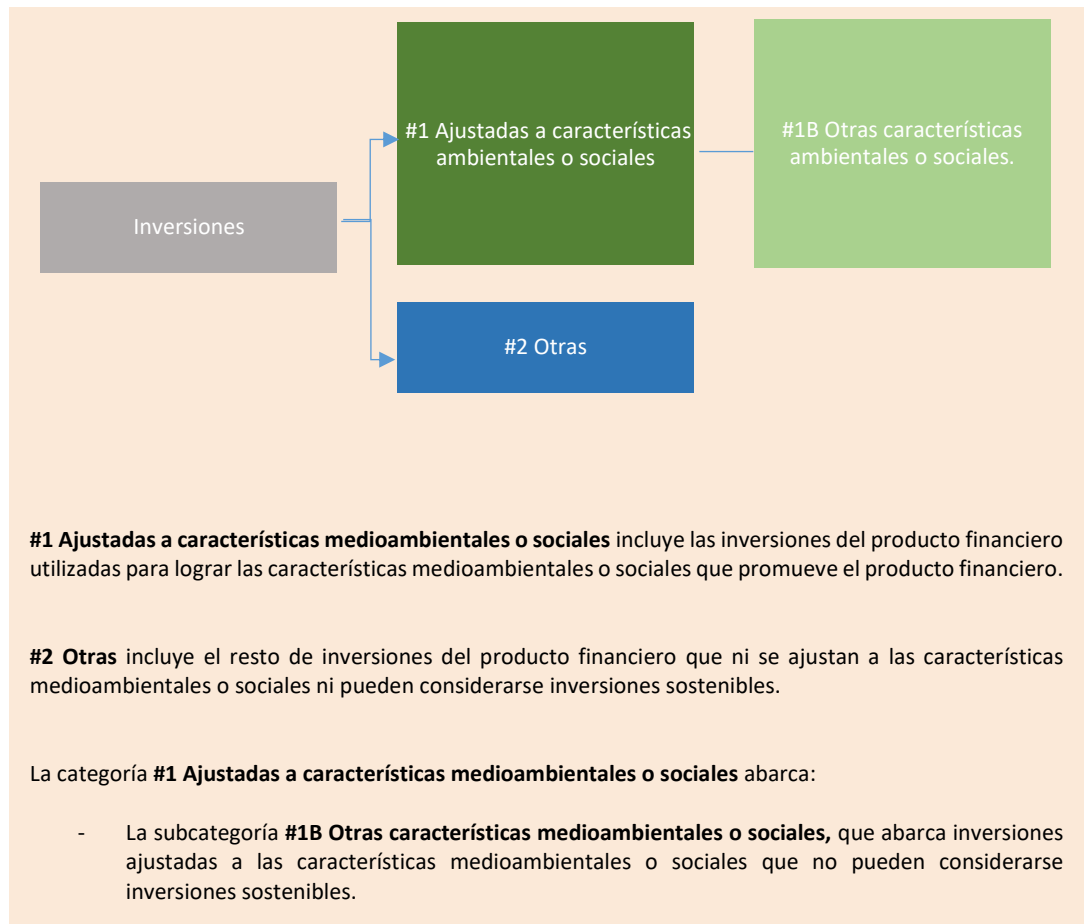 #1 Ajustadas a características
ambientales o sociales
#1B Otras características
ambientales o sociales.
Inversiones
#2 Otras
#1 Ajustadas a características medioambientales o sociales incluye las inversiones del producto financiero
utilizadas para lograr las características medioambientales o sociales que promueve el producto financiero.
#2 Otras incluye el resto de inversiones del producto financiero que ni se ajustan a las características
medioambientales o sociales ni pueden considerarse inversiones sostenibles.
La categoría #1 Ajustadas a características medioambientales o sociales abarca:
- La subcategoría #1B Otras características medioambientales o sociales, que abarca inversiones
ajustadas a las características medioambientales o sociales que no pueden considerarse
inversiones sostenibles.